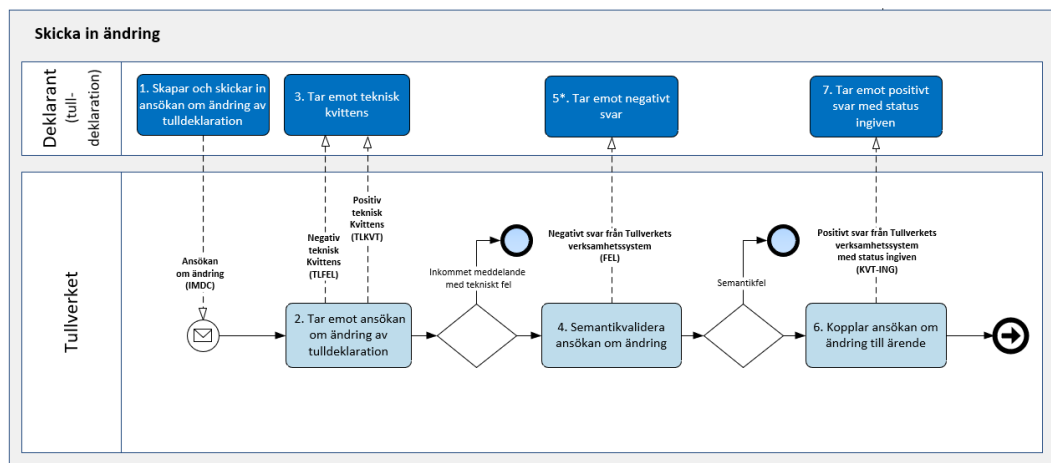 Skicka in ändring
Deklarant
(tull-
deklaration)
1. Skapar och skickar in
ansökan om ändring av
tulldeklaration
3. Tar emot teknisk
kvittens
5*. Tar emot negativt
svar
7. Tar emot positivt
svar med status
ingiven
Tullverket
Ansökan
om ändring
(IMDC)
Negativ
teknisk
Kvittens
(TLFEL)
Positiv
teknisk
Kvittens
(TLKVT)
Inkommet meddelande
med tekniskt fel
Negativt svar från Tullverkets
verksamhetssystem
(FEL)
Semantikfel
Positivt svar från Tullverkets
verksamhetssystem
med status ingiven
(KVT-ING)
2. Tar emot ansökan
om ändring av
tulldeklaration
4. Semantikvalidera
ansökan om ändring
6. Kopplar ansökan om
ändring till ärende